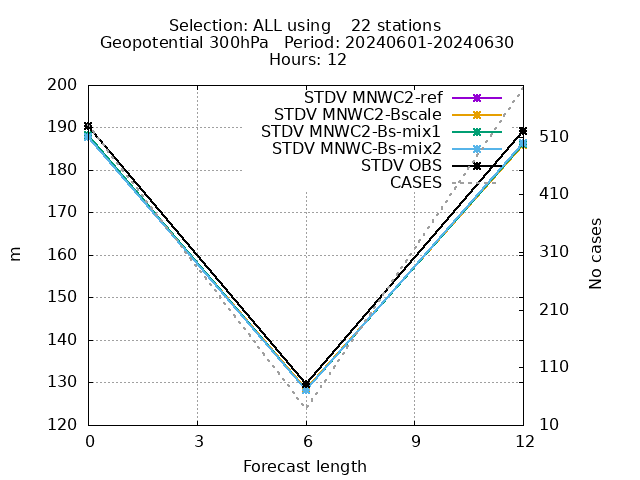 Selection: ALL using    22 stations
Geopotential 300hPa   Period: 20240601-20240630
Hours: 12
200
190
180
170
160
150
140
130
120
m
STDV MNWC2-ref
STDV MNWC2-Bscale
STDV MNWC2-Bs-mix1
STDV MNWC-Bs-mix2
STDV OBS
CASES
510
410
310
210
110
10
No cases
0 3 6 9 12
Forecast length